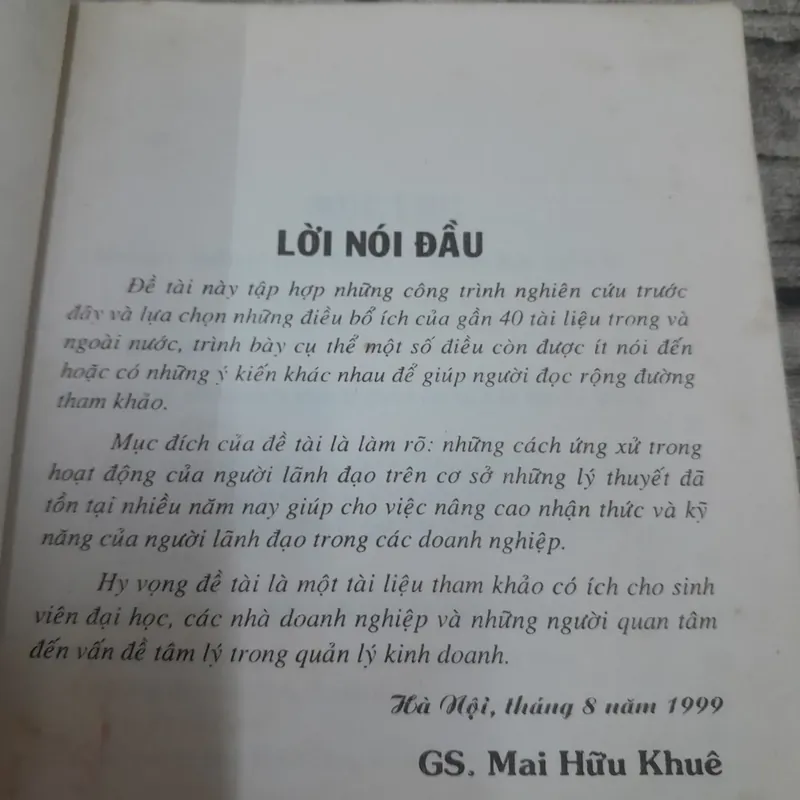 LỜI NÓI ĐẦU
Đề tài này tập hợp những công trình nghiên cứu trước
đây và lựa chọn những điều bổ ích của gần 40 tài liệu trong và
ngoài nước, trình bày cụ thể một số điều còn được ít nói đến
hoặc có những ý kiến khác nhau để giúp người đọc rộng đường
tham khảo.
Mục đích của đề tài là làm rõ: những cách ứng xử trong
hoạt động của người lãnh đạo trên cơ sở những lý thuyết đã
tồn tại nhiều năm nay giúp cho việc nâng cao nhận thức và kỹ
năng của người lãnh đạo trong các doanh nghiệp.
Hy vọng đề tài là một tài liệu tham khảo có ích cho sinh
viên đại học, các nhà doanh nghiệp và những người quan tâm
đến vấn đề tâm lý trong quản lý kinh doanh.
Hà Nội, tháng 8 năm 1999
GS. Mai Hữu Khuê